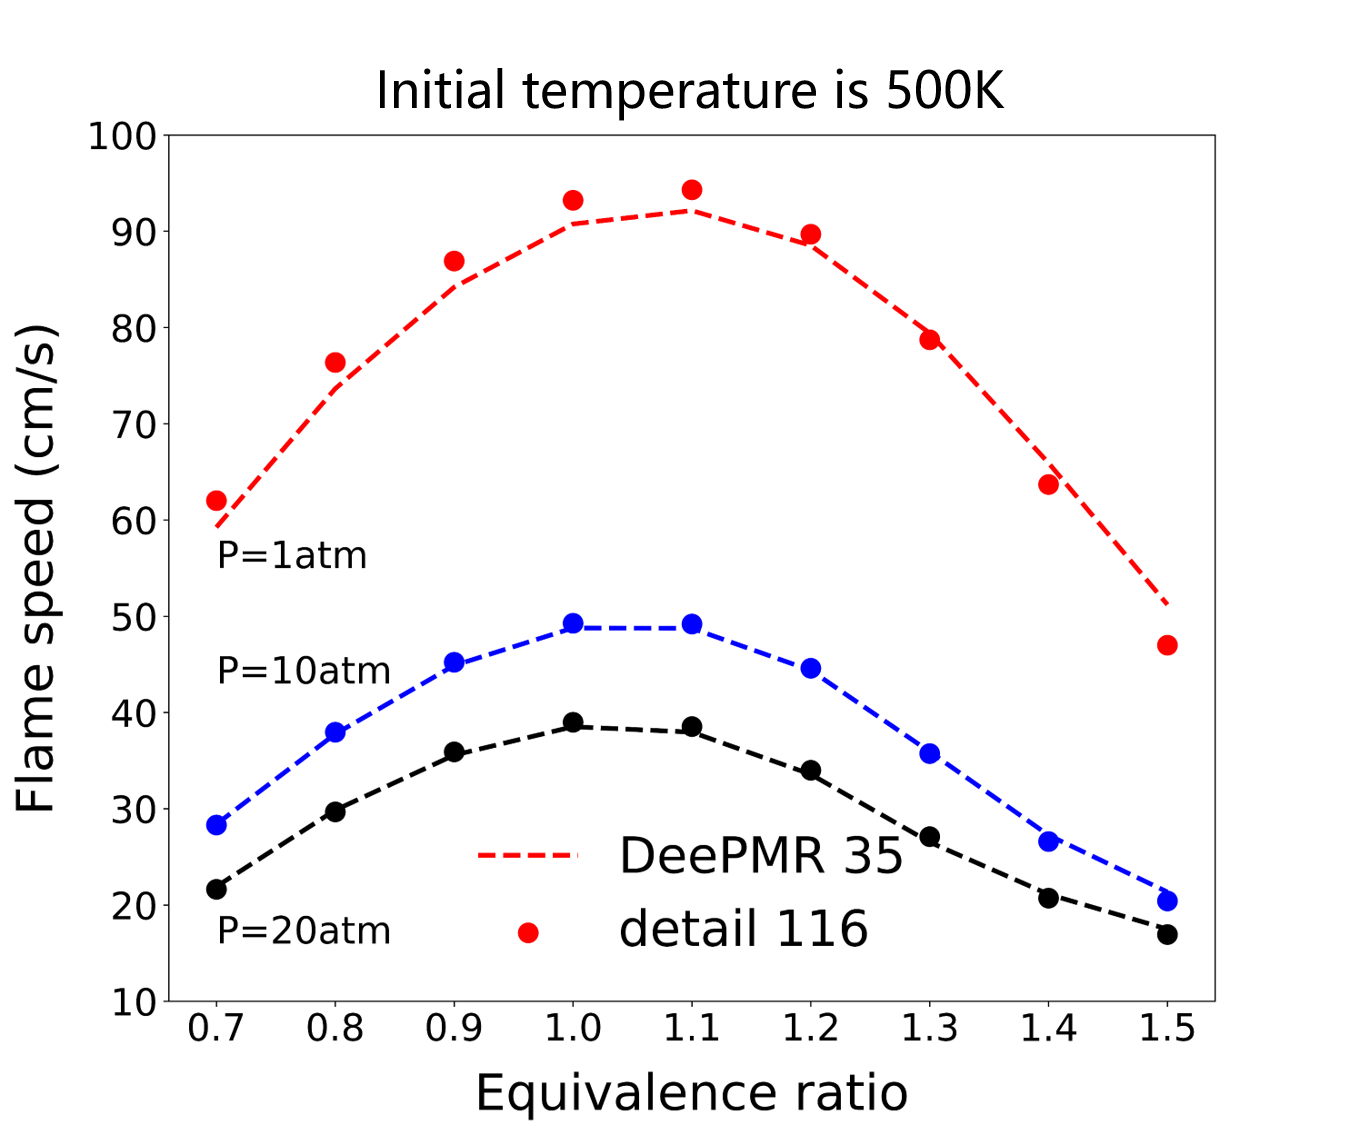 Initial temperature is 500K
Flame speed (cm/s)
100
90
80
70
60
50
40
30
20
10
P=1atm
P=10atm
P=20atm
DeePMR 35
detail 116
0.7 0.8 0.9 1.0 1.1 1.2 1.3 1.4 1.5
Equivalence ratio